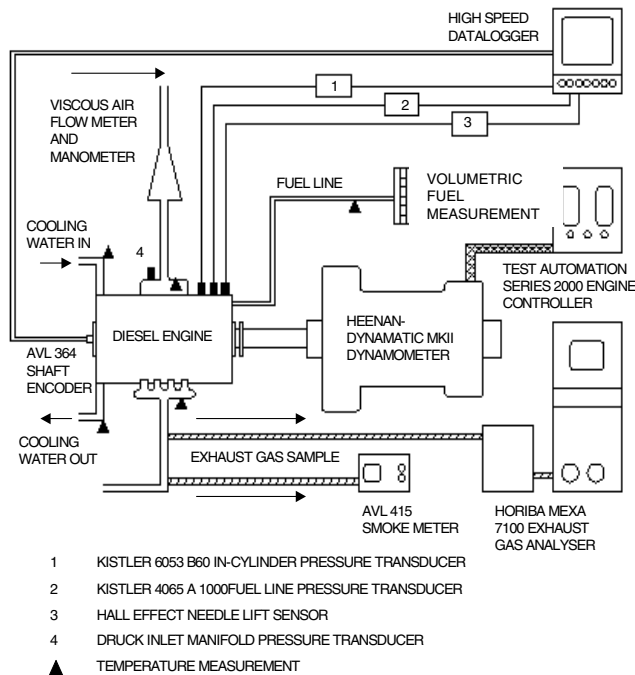 HIGH SPEED
DATALOGGER
1
2
3
VISCOUS AIR
FLOW METER
AND
MANOMETER
FUEL LINE
VOLUMETRIC
FUEL
MEASUREMENT
COOLING
WATER IN
4
TEST AUTOMATION
SERIES 2000 ENGINE
CONTROLLER
DIESEL ENGINE
HEENAN-
DYNAMATIC MKII
DYNAMOMETER
AVL 364
SHAFT
ENCODER
COOLING
WATER OUT
EXHAUST GAS SAMPLE
AVL 415
SMOKE METER
HORIBA MEXA
7100 EXHAUST
GAS ANALYSER
1 KISTLER 6053 B60 IN-CYLINDER PRESSURE TRANSDUCER
2 KISTLER 4065 A 1000FUEL LINE PRESSURE TRANSDUCER
3 HALL EFFECT NEEDLE LIFT SENSOR
4 DRUCK INLET MANIFOLD PRESSURE TRANSDUCER
▲ TEMPERATURE MEASUREMENT